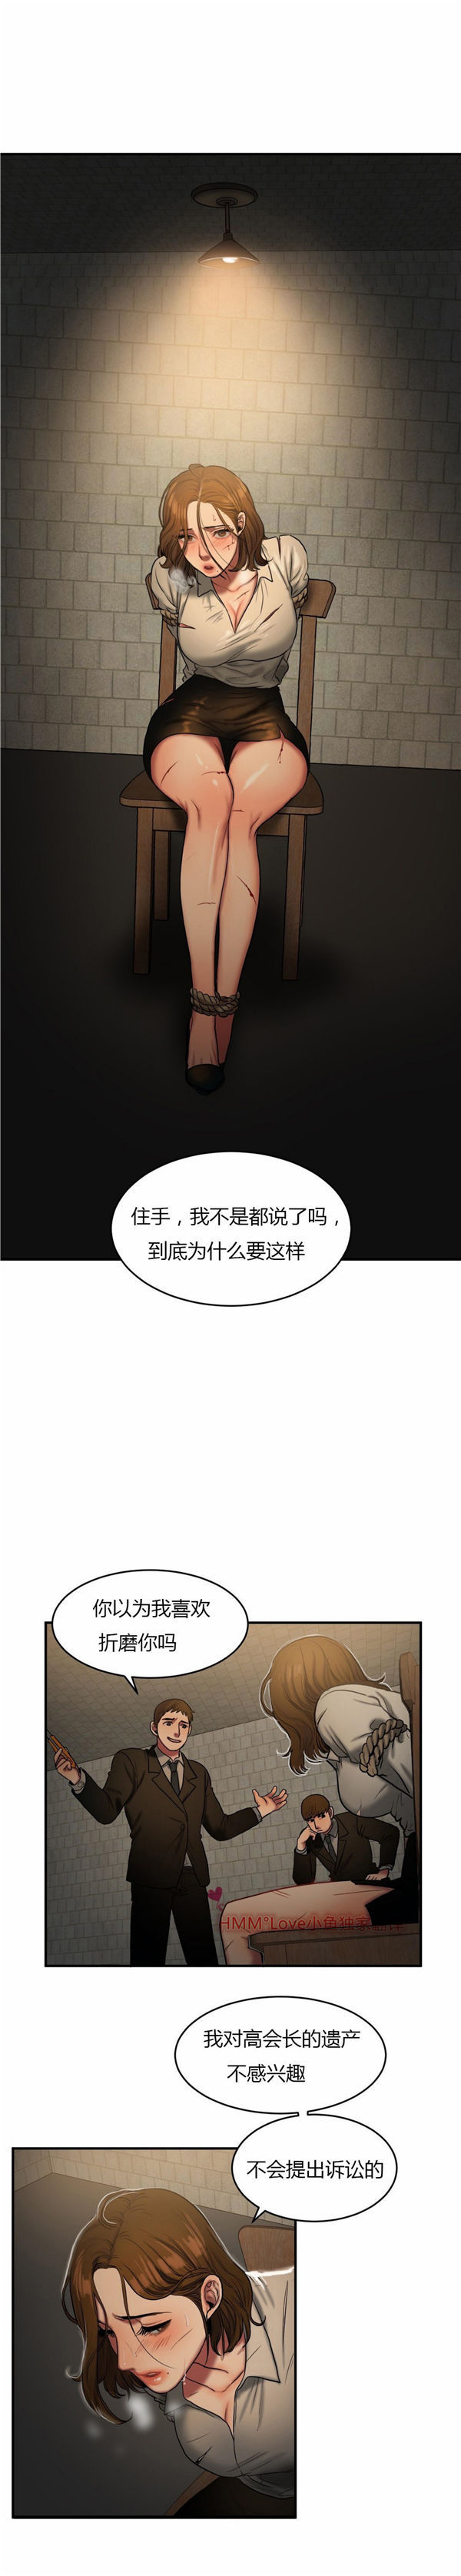 住手，我不是都说了吗，
到底为什么要这样
你以为我喜欢
折磨你吗
HMM°Love小鱼独家
我对高会长的遗产
不感兴趣
不会提出诉讼的